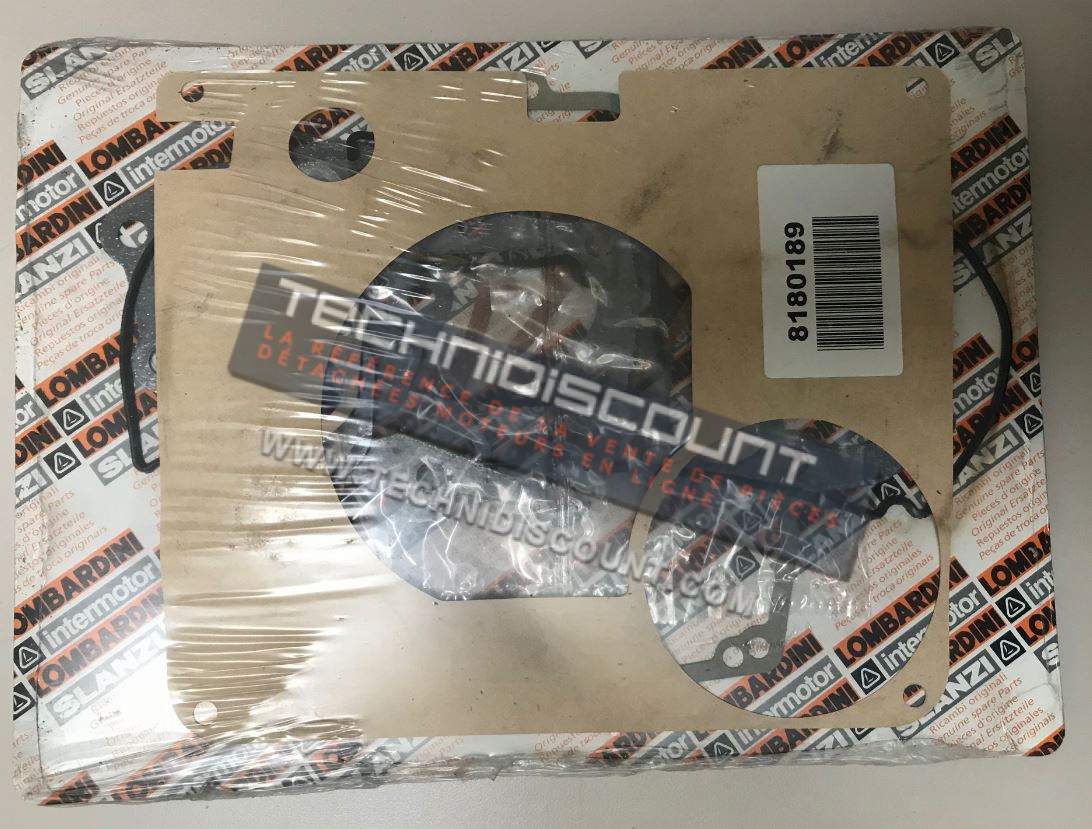 8180189
TECHNiDiSCOUNT
LA RÉFÉRENCE DE LA VENTE DE PIÈCES
DÉTACHÉES MOTEURS EN LIGNE
WWW.TECHNIDISCOUNT.COM
LOMBARDINI
intermotor
SLANZI
Ricambi originali
Genuine spare Parts
Pièces d'origine
Original Ersatzteile
Repuestos originales
Peças de troca originais